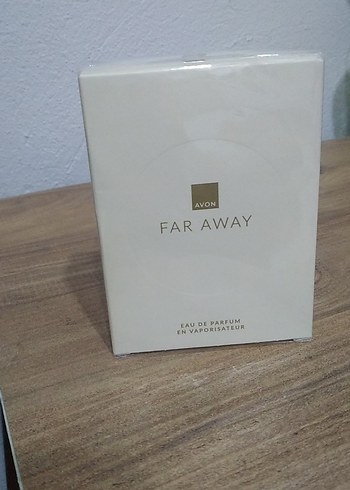 AVON
FAR AWAY
EAU DE PARFUM
EN VAPORISATEUR